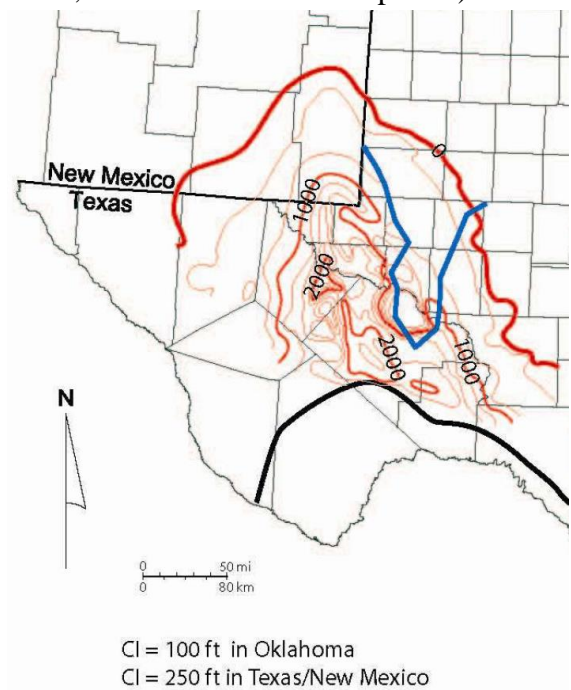 New Mexico
Texas
0
1000
2000
2000
1000
N
50 mi
0
80 km
CI = 100 ft in Oklahoma
CI = 250 ft in Texas/New Mexico